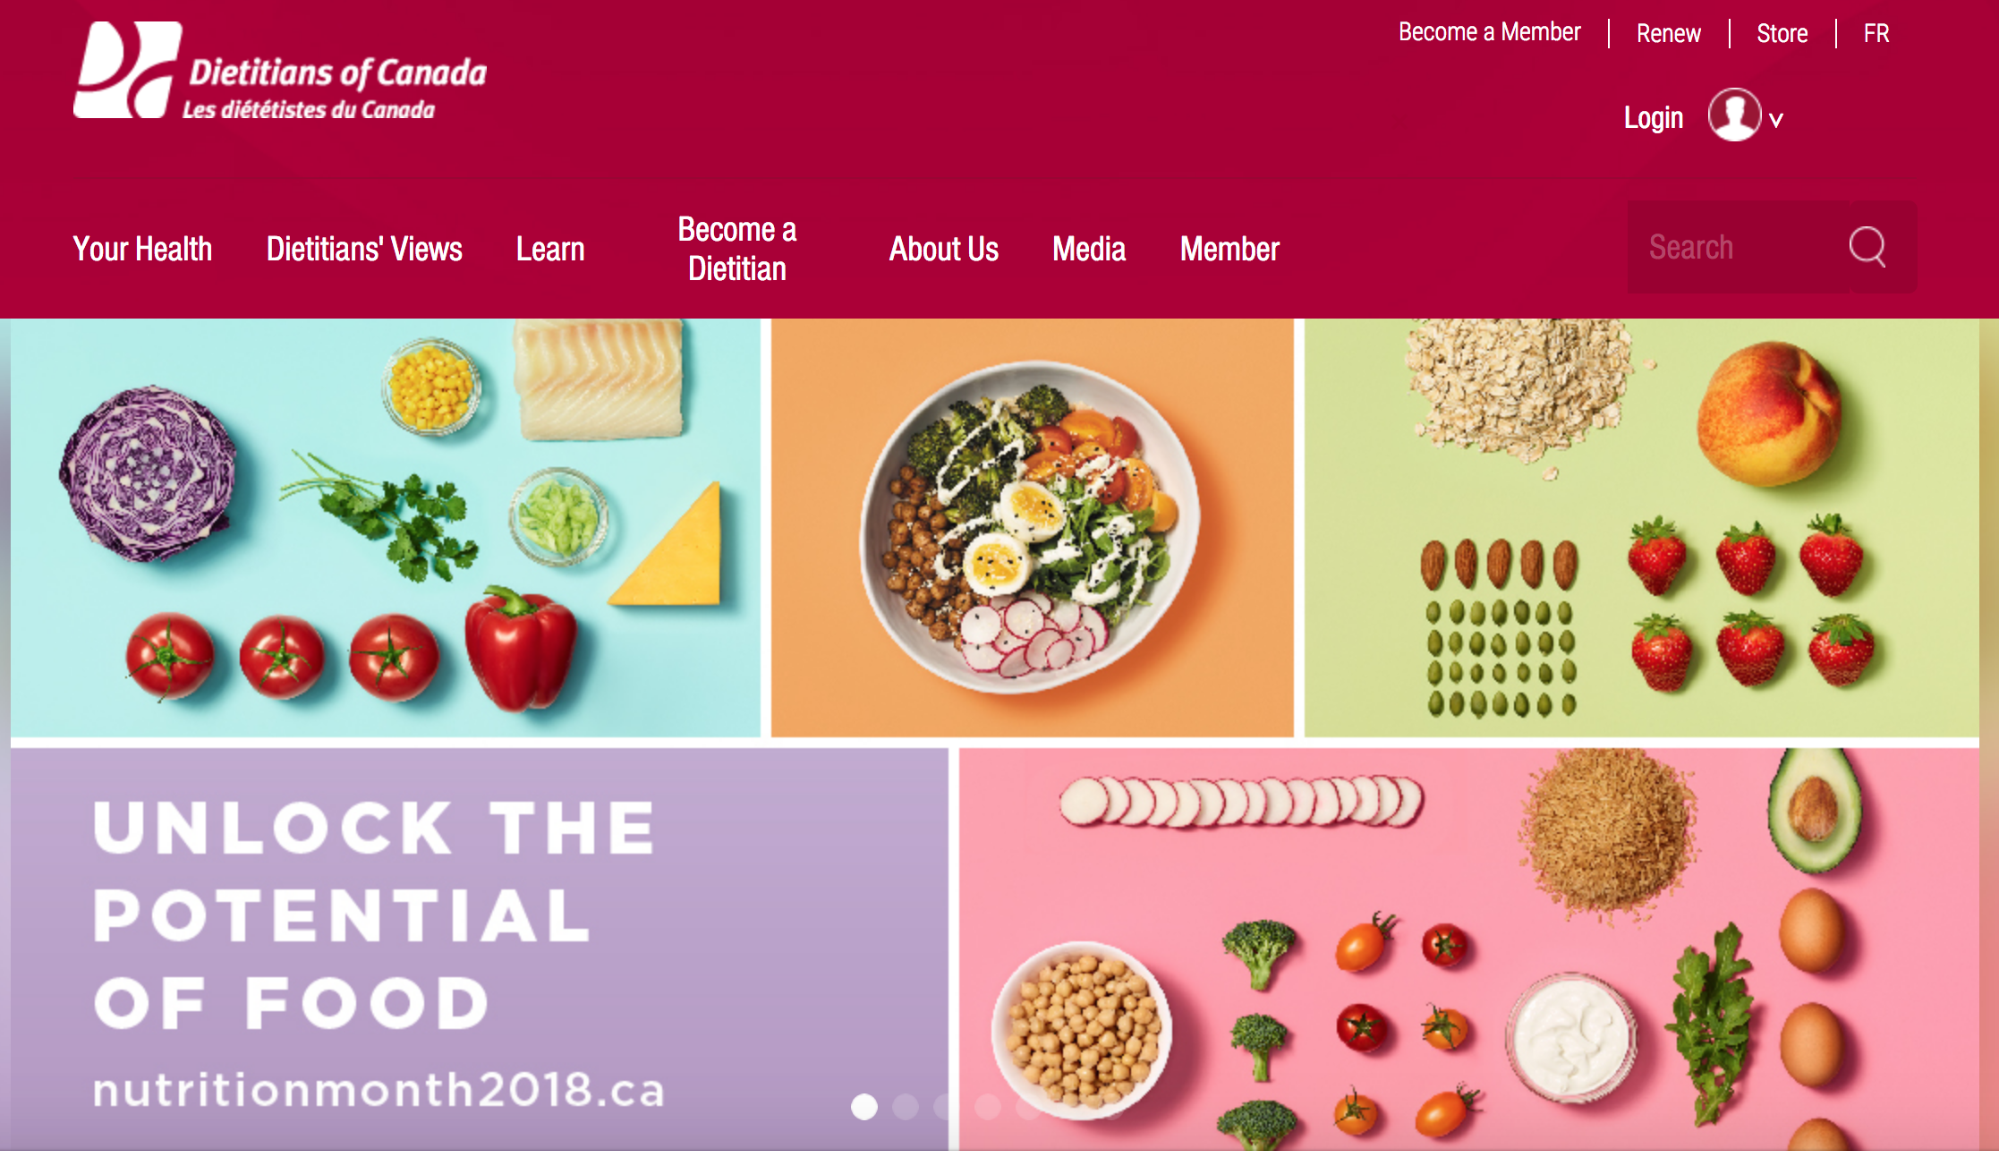 Dietitians of Canada
Les diététistes du Canada
Become a Member
Renew
Store
FR
Login
Your Health
Dietitians' Views
Learn
Become a
Dietitian
About Us
Media
Member
Search
UNLOCK THE
POTENTIAL
OF FOOD
nutritionmonth2018.ca